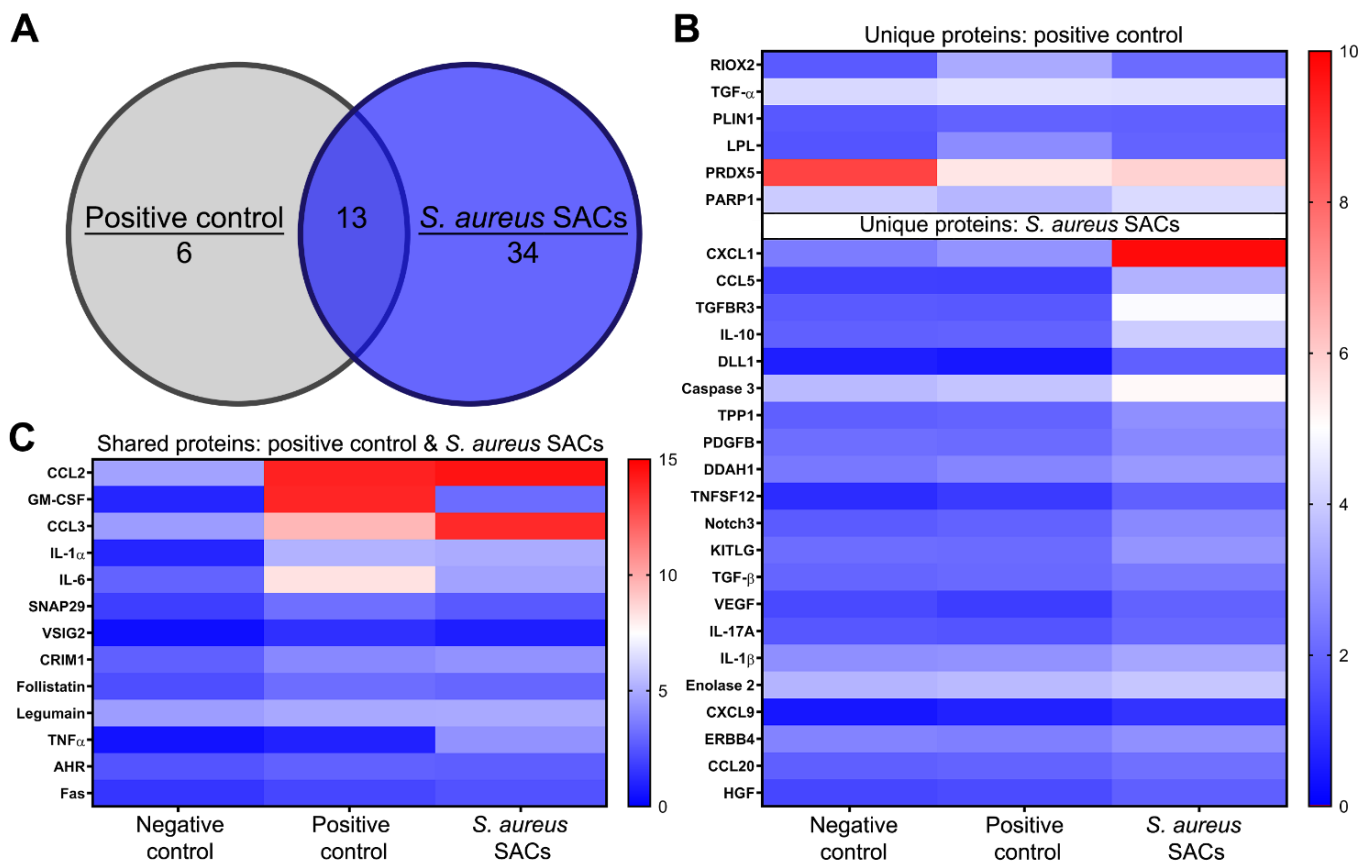 A
Positive control
6
13
S. aureus SACs
34
B
Unique proteins: positive control
RIOX2
TGF-α
PLIN1
LPL
PRDX5
PARP1
Unique proteins: S. aureus SACs
CXCL1
CCL5
TGFBR3
IL-10
DLL1
Caspase 3
TPP1
PDGFB
DDAH1
TNFSF12
Notch3
KITLG
TGF-β
VEGF
IL-17A
IL-1β
Enolase 2
CXCL9
ERBB4
CCL20
HGF
Negative
control
Positive
control
S. aureus
SACs
10
8
6
4
2
0
C
Shared proteins: positive control & S. aureus SACs
CCL2
GM-CSF
CCL3
IL-1α
IL-6
SNAP29
VSIG2
CRIM1
Follistatin
Legumain
TNFα
AHR
Fas
Negative
control
Positive
control
S. aureus
SACs
15
10
5
0